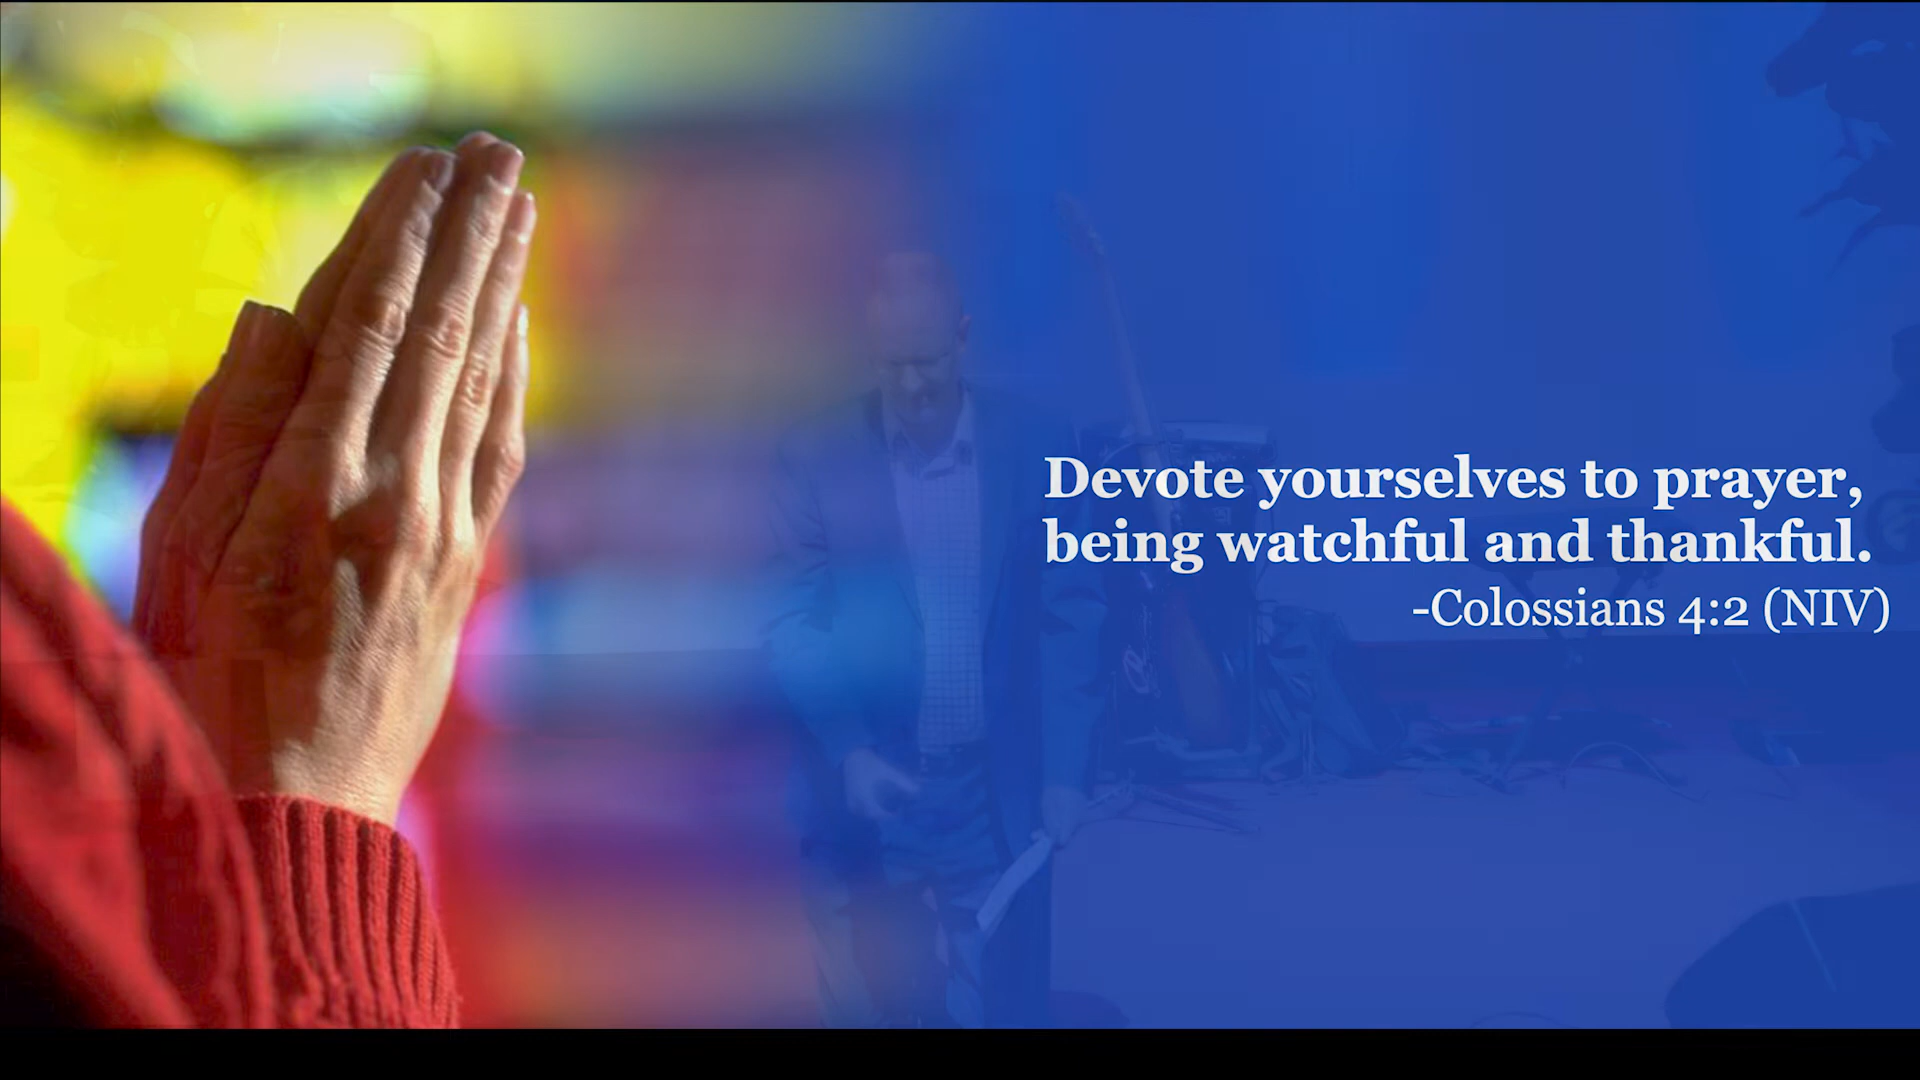 Devote yourselves to prayer,
being watchful and thankful.
-Colossians 4:2 (NIV)